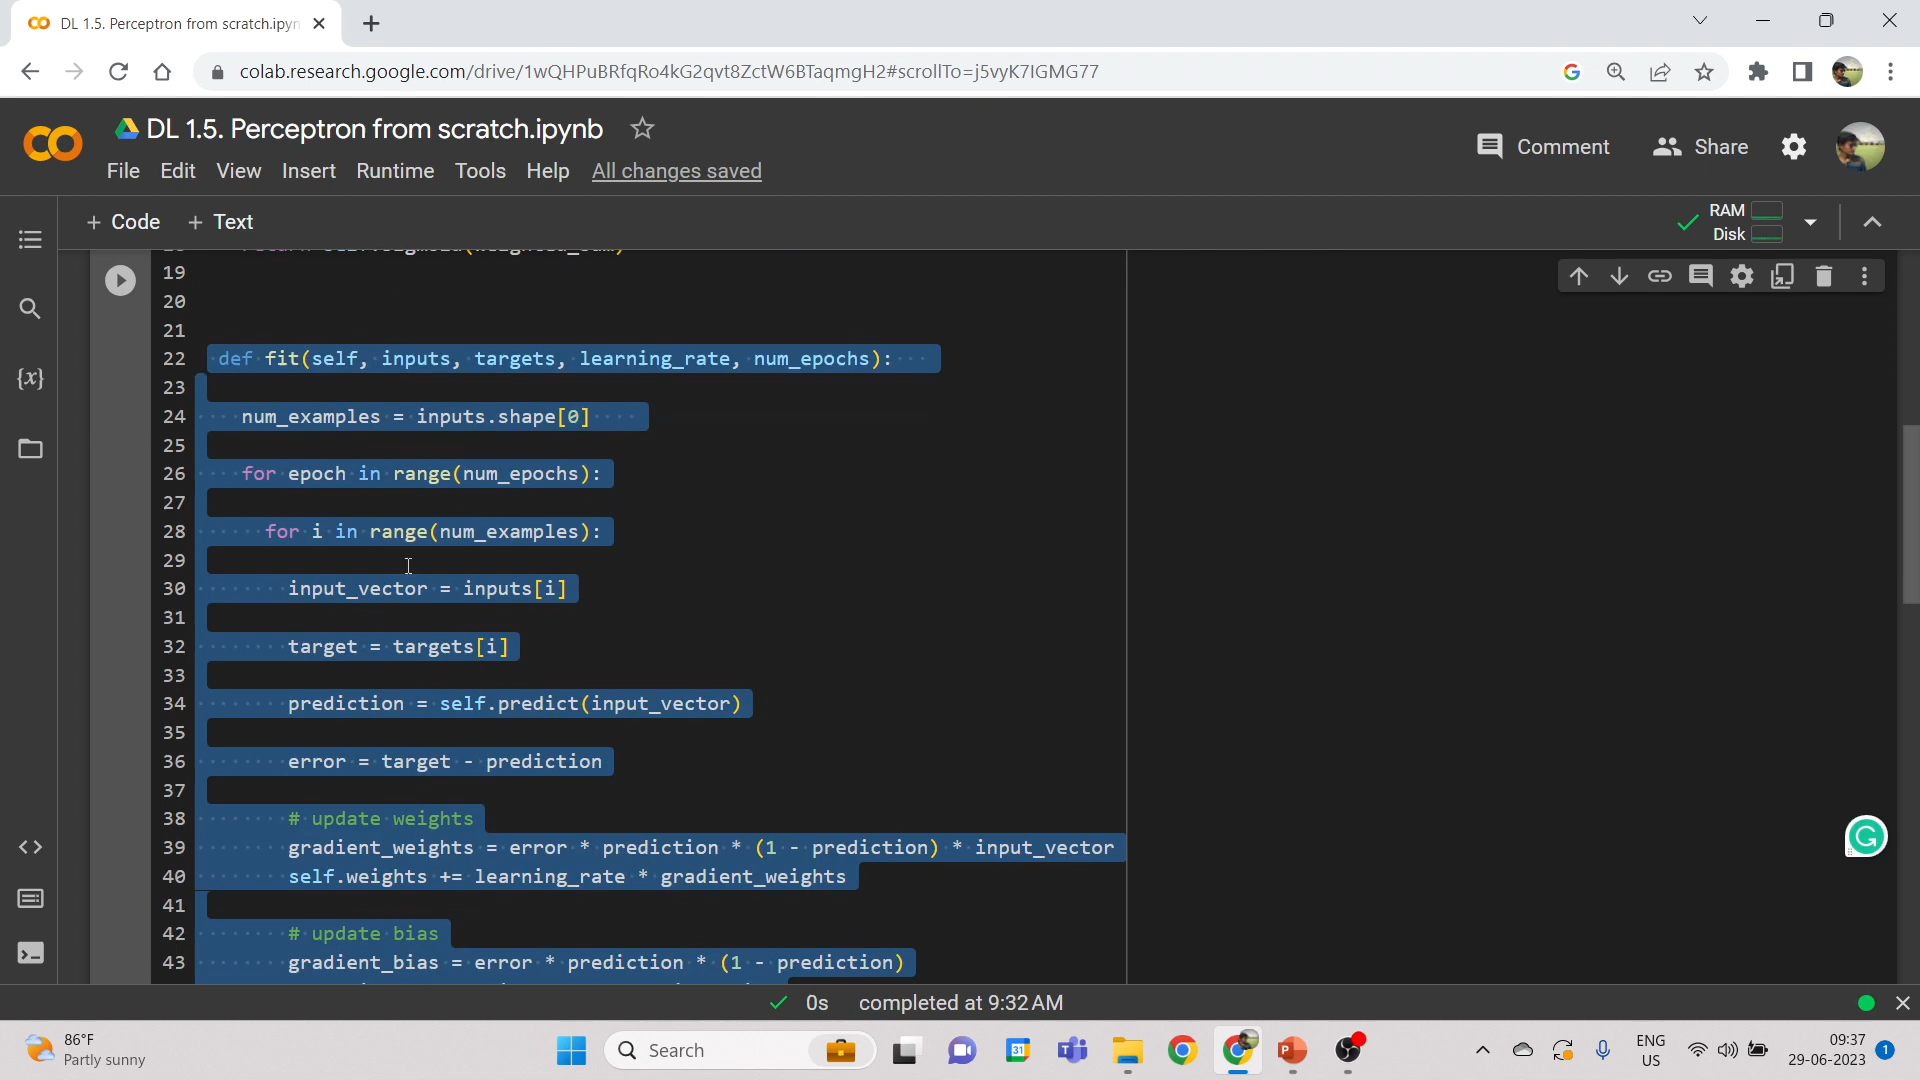 DL 1.5. Perceptron from scratch.ipyn
colab.research.google.com/drive/1wQHPuBRfqRo4kG2qvt8ZctW6BTaqmgH2#scrollTo=j5vyK7IGMG77
DL 1.5. Perceptron from scratch.ipynb
Comment
Share
File Edit View Insert Runtime Tools Help All changes saved
+ Code + Text
RAM
Disk
19
20
21
22 def fit(self, inputs, targets, learning_rate, num_epochs):
23
24 num_examples = inputs.shape[0]
25
26 for epoch in range(num_epochs):
27
28 for i in range(num_examples):
29
30 input_vector = inputs[i]
31
32 target = targets[i]
33
34 prediction = self.predict(input_vector)
35
36 error = target - prediction
37
38 # update weights
39 gradient_weights = error * prediction * (1 - prediction) * input_vector
40 self.weights += learning_rate * gradient_weights
41
42 # update bias
43 gradient_bias = error * prediction * (1 - prediction)
0s completed at 9:32 AM
86°F
Partly sunny
Search
31
ENG
US
09:37
29-06-2023
1